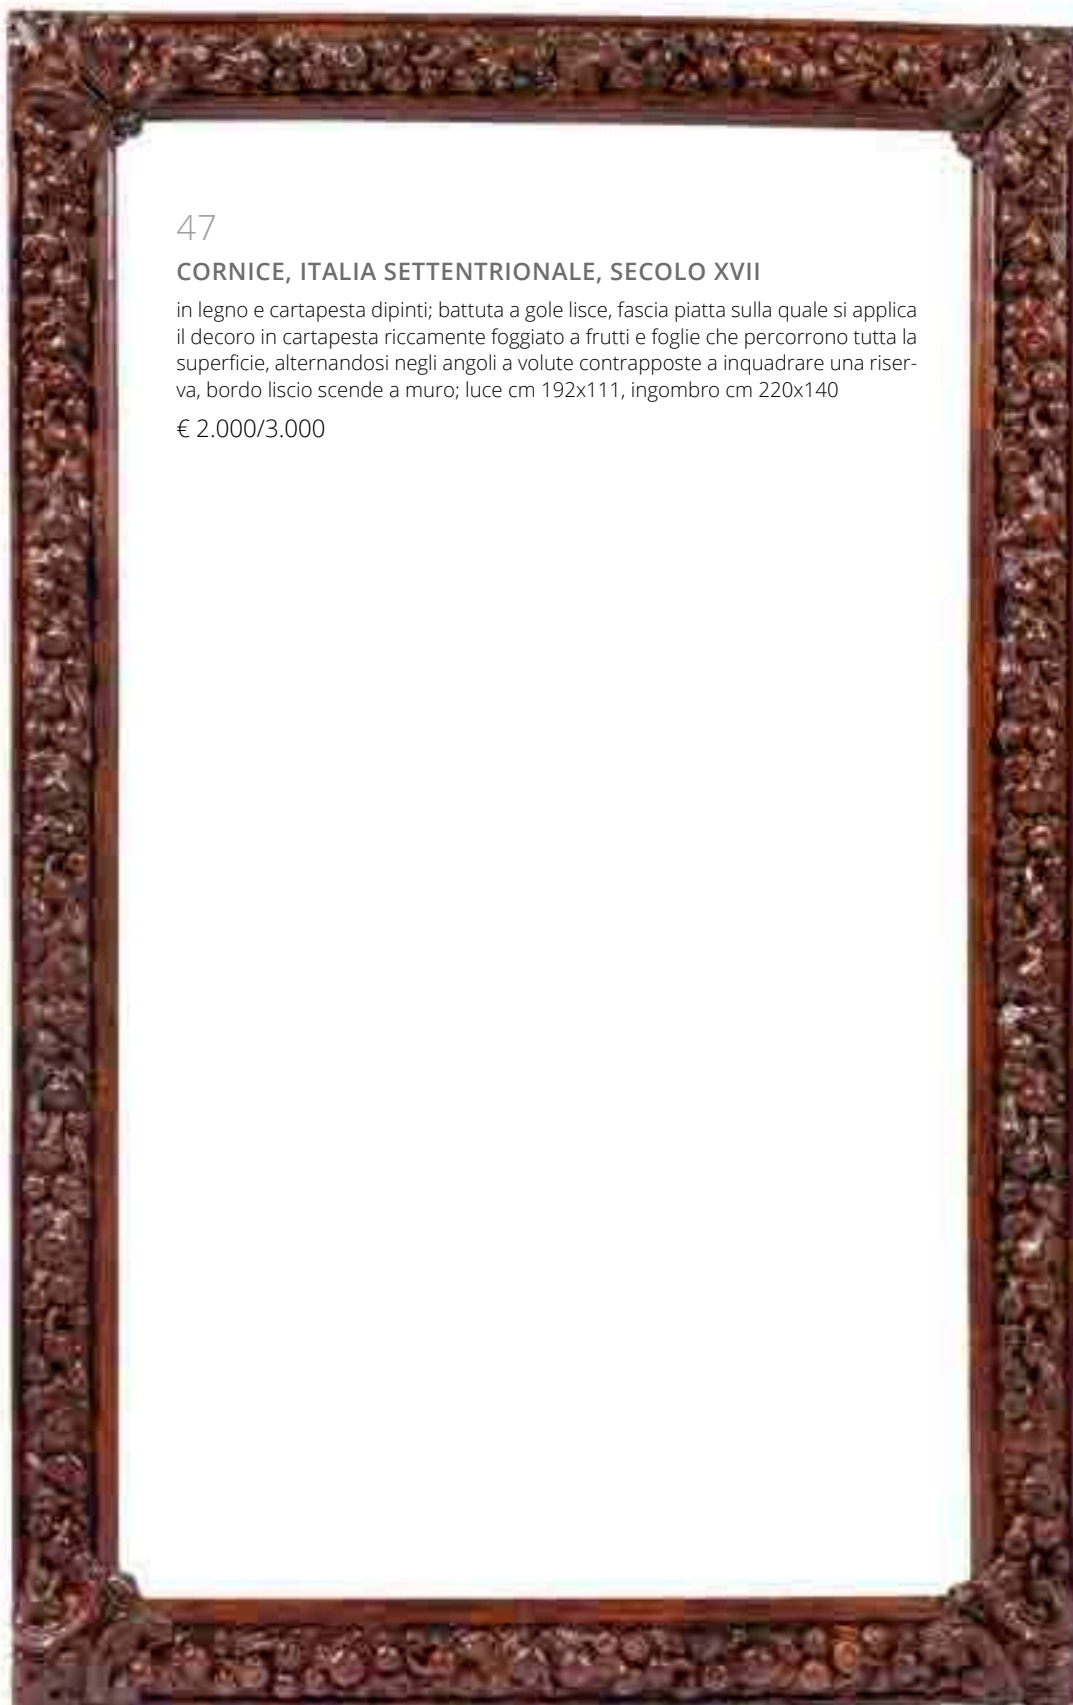 47
CORNICE, ITALIA SETTENTRIONALE, SECOLO XVII
in legno e cartapesta dipinti; battuta a gole lisce, fascia piatta sulla quale si applica
il decoro in cartapesta riccamente foggiato a frutti e foglie che percorrono tutta la
superficie, alternandosi negli angoli a volute contrapposte a inquadrare una riser-
va, bordo liscio scende a muro; luce cm 192x111, ingombro cm 220x140
€ 2.000/3.000